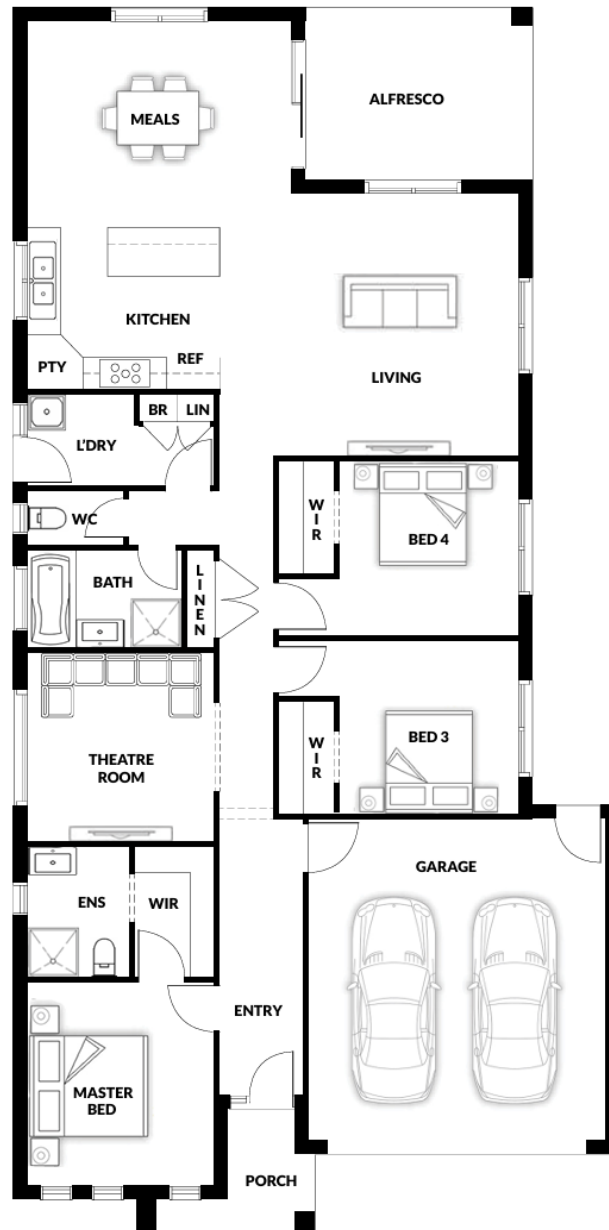 MEALS
ALFRESCO
KITCHEN
PTY
REF
LIVING
BR
LIN
L'DRY
WC
WIR
BED 4
BATH
LINEN
THEATRE
ROOM
WIR
BED 3
ENS
WIR
GARAGE
ENTRY
MASTER
BED
PORCH